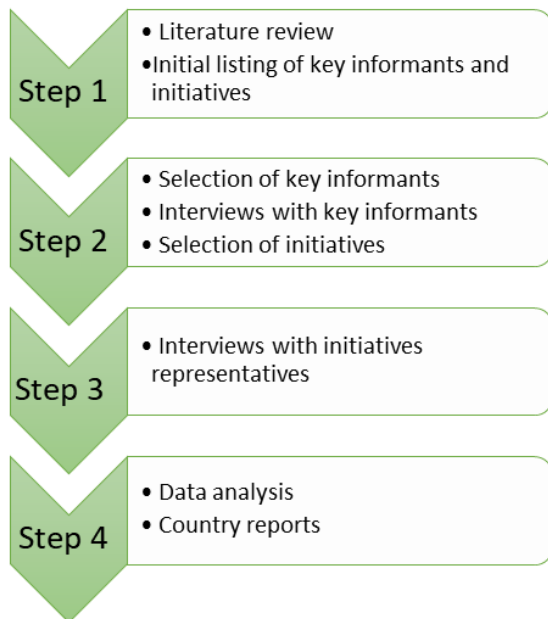 Step 1
• Literature review
•Initial listing of key informants and
initiatives
Step 2
• Selection of key informants
• Interviews with key informants
• Selection of initiatives
Step 3
• Interviews with initiatives
representatives
Step 4
• Data analysis
• Country reports